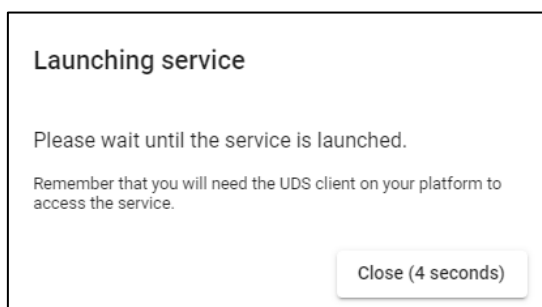 Launching service
Please wait until the service is launched.
Remember that you will need the UDS client on your platform to
access the service.
Close (4 seconds)